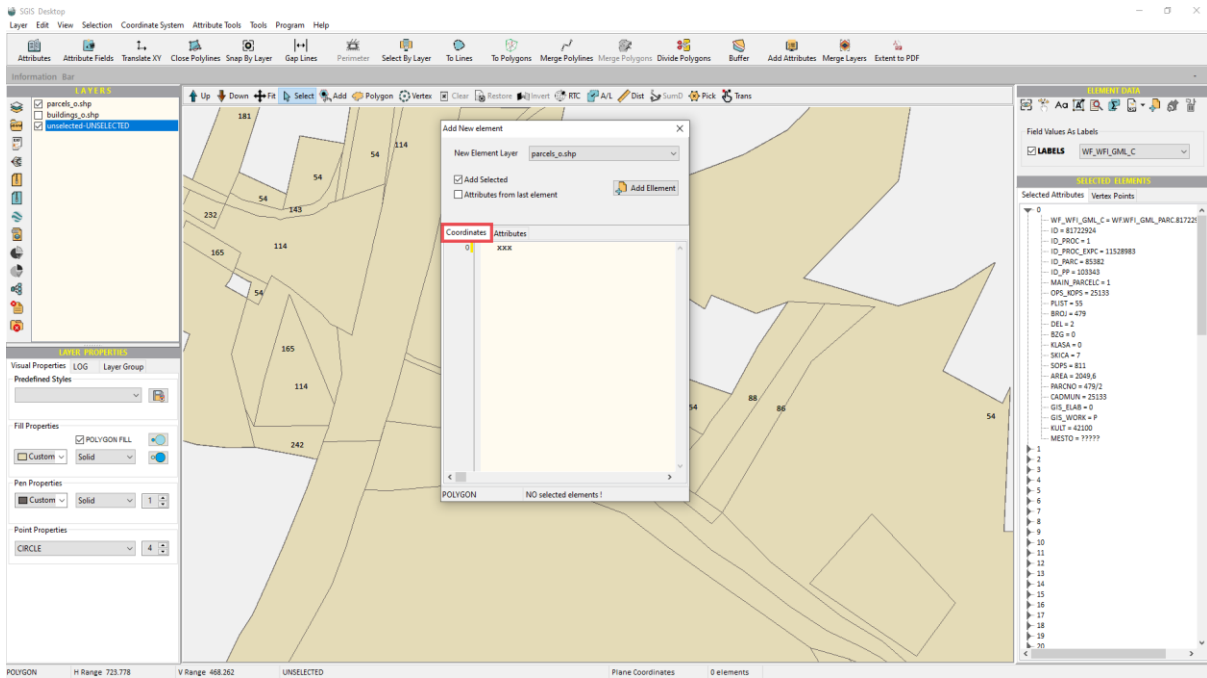 SGIS Desktop
Layer Edit View Selection Coordinate System Attribute Tools Tools Program Help
Attributes Attribute Fields Translate XY Close Polylines Snap By Layer Gap Lines Perimeter Select By Layer To Lines To Polygons Merge Polylines Merge Polygons Divide Polygons Buffer Add Attributes Merge Layers Extent to PDF
Information Bar
LAYERS
parcels_o.shp
buildings_o.shp
unselected-UNSELECTED
LAYER PROPERTIES
Visual Properties LOG Layer Group
Predefined Styles
Fill Properties
POLYGON FILL
Custom Solid
Pen Properties
Custom Solid 1
Point Properties
CIRCLE 4
Up Down Fit Select Add Polygon Vertex Clear Restore Invert RTC A/L Dist SumD Pick Trans
181
54
114
54
54
143
232
165
114
54
165
114
242
54
88
86
54
Add New element
New Element Layer parcels_o.shp
Add Selected
Attributes from last element
Add Ellement
Coordinates Attributes
0 xxx
POLYGON NO selected elements !
ELEMENT DATA
Aa
Field Values As Labels
LABELS WF_WFI_GML_C
SELECTED ELEMENTS
Selected Attributes Vertex Points
0
WF_WFI_GML_C = WF.WFI_GML_PARC.817229
ID = 81722924
ID_PROC = 1
ID_PROC_EXPC = 11528983
ID_PARC = 85382
ID_PP = 103343
MAIN_PARCELC = 1
OPS_KOPS = 25133
PLIST = 55
BROJ = 479
DEL = 2
BZG = 0
KLASA = 0
SKICA = 7
SOPS = 811
AREA = 2049,6
PARCNO = 479/2
CADMUN = 25133
GIS_ELAB = 0
GIS_WORK = P
KULT = 42100
MESTO = ?????
1
2
3
4
5
6
7
8
9
10
11
12
13
14
15
16
17
18
19
20
POLYGON H Range 723.778 V Range 468.262 UNSELECTED Plane Coordinates 0 elements